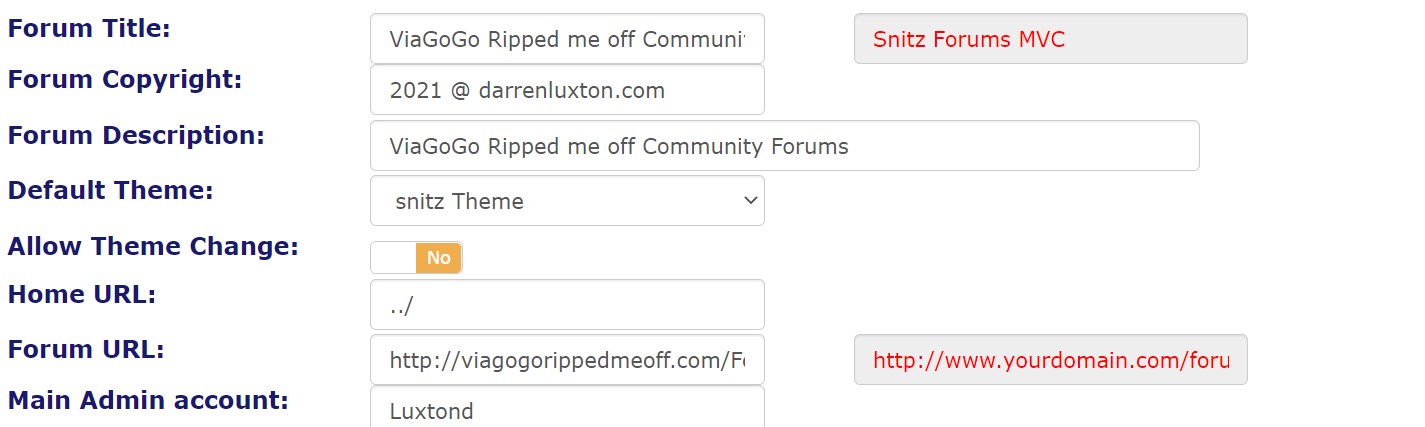 Forum Title: ViaGoGo Ripped me off Communit Snitz Forums MVC
Forum Copyright: 2021 @ darrenluxton.com
Forum Description: ViaGoGo Ripped me off Community Forums
Default Theme: snitz Theme
Allow Theme Change: No
Home URL: ../
Forum URL: http://viagogorippedmeoff.com/Fo http://www.yourdomain.com/foru
Main Admin account: Luxtond